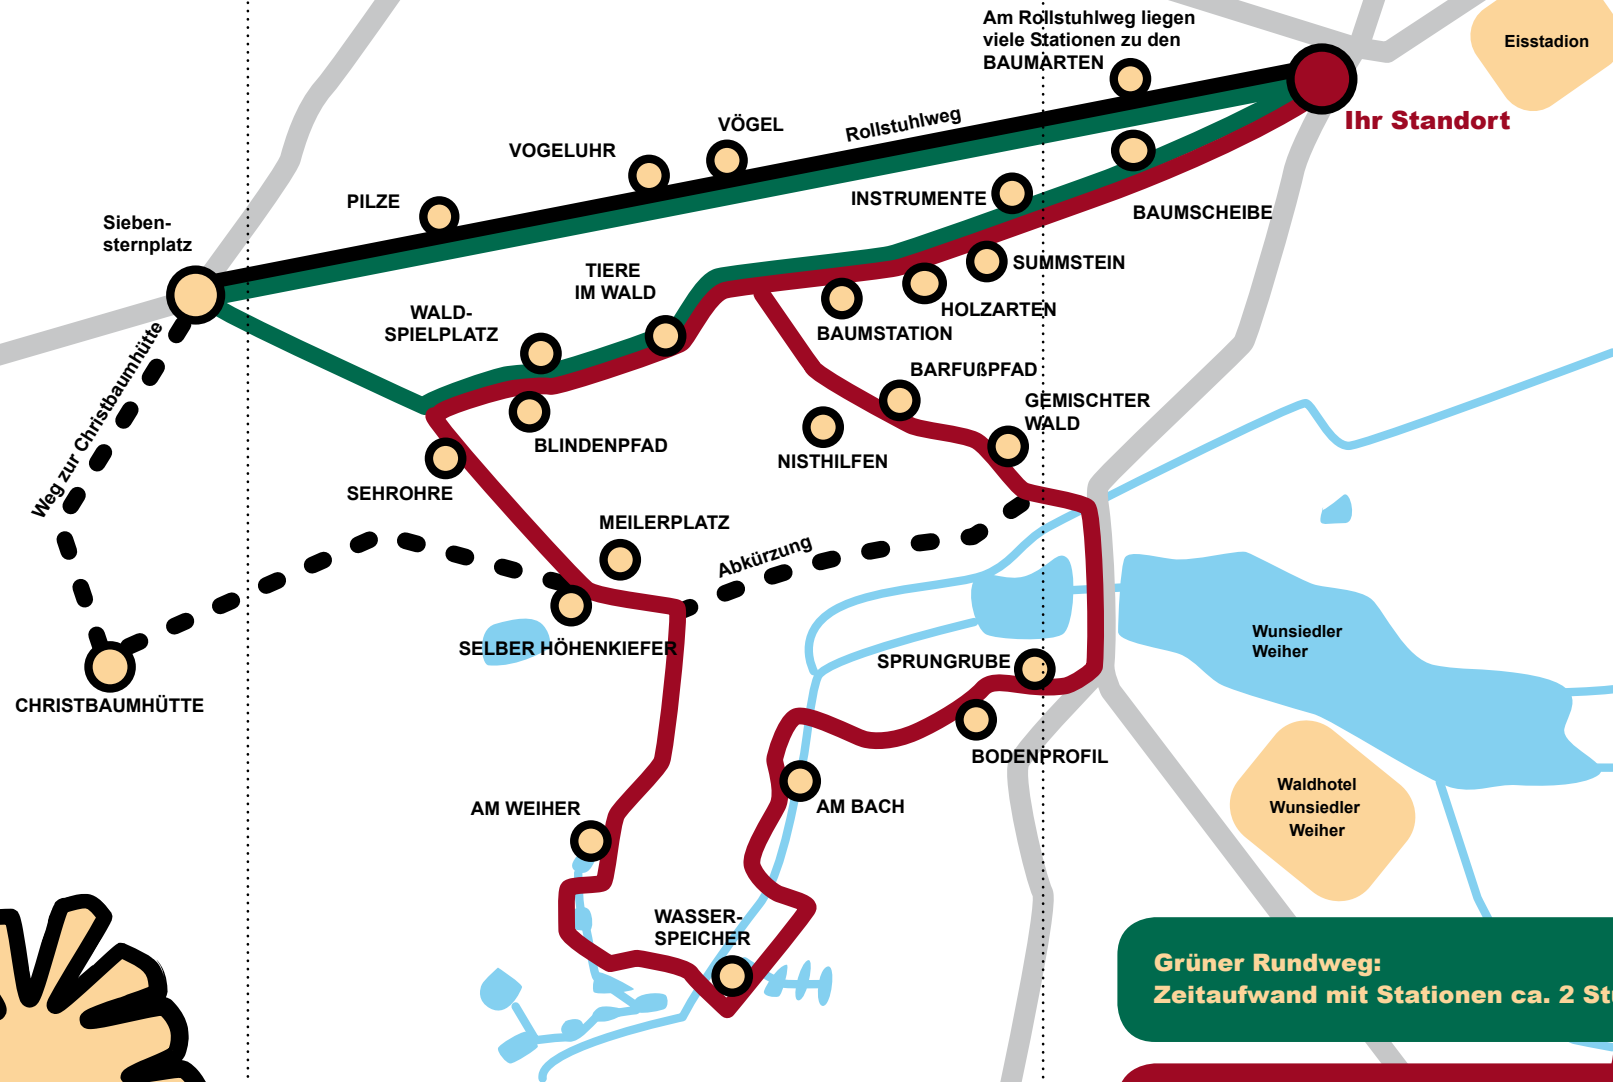 Am Rollstuhlweg liegen
viele Stationen zu den
BAUMARTEN
Eisstadion
Ihr Standort
Rollstuhlweg
VÖGEL
VOGELUHR
PILZE
INSTRUMENTE
BAUMSCHEIBE
Sieben-
sternplatz
TIERE
IM WALD
SUMMSTEIN
HOLZARTEN
WALD-
SPIELPLATZ
BAUMSTATION
Weg zur Christbaumhütte
BARFUßPFAD
GEMISCHTER
WALD
BLINDENPFAD
NISTHILFEN
SEHROHRE
MEILERPLATZ
Abkürzung
SELBER HÖHENKIEFER
SPRUNGRUBE
Wunsiedler
Weiher
CHRISTBAUMHÜTTE
BODENPROFIL
Waldhotel
Wunsiedler
Weiher
AM WEIHER
AM BACH
WASSER-
SPEICHER
Grüner Rundweg:
Zeitaufwand mit Stationen ca. 2